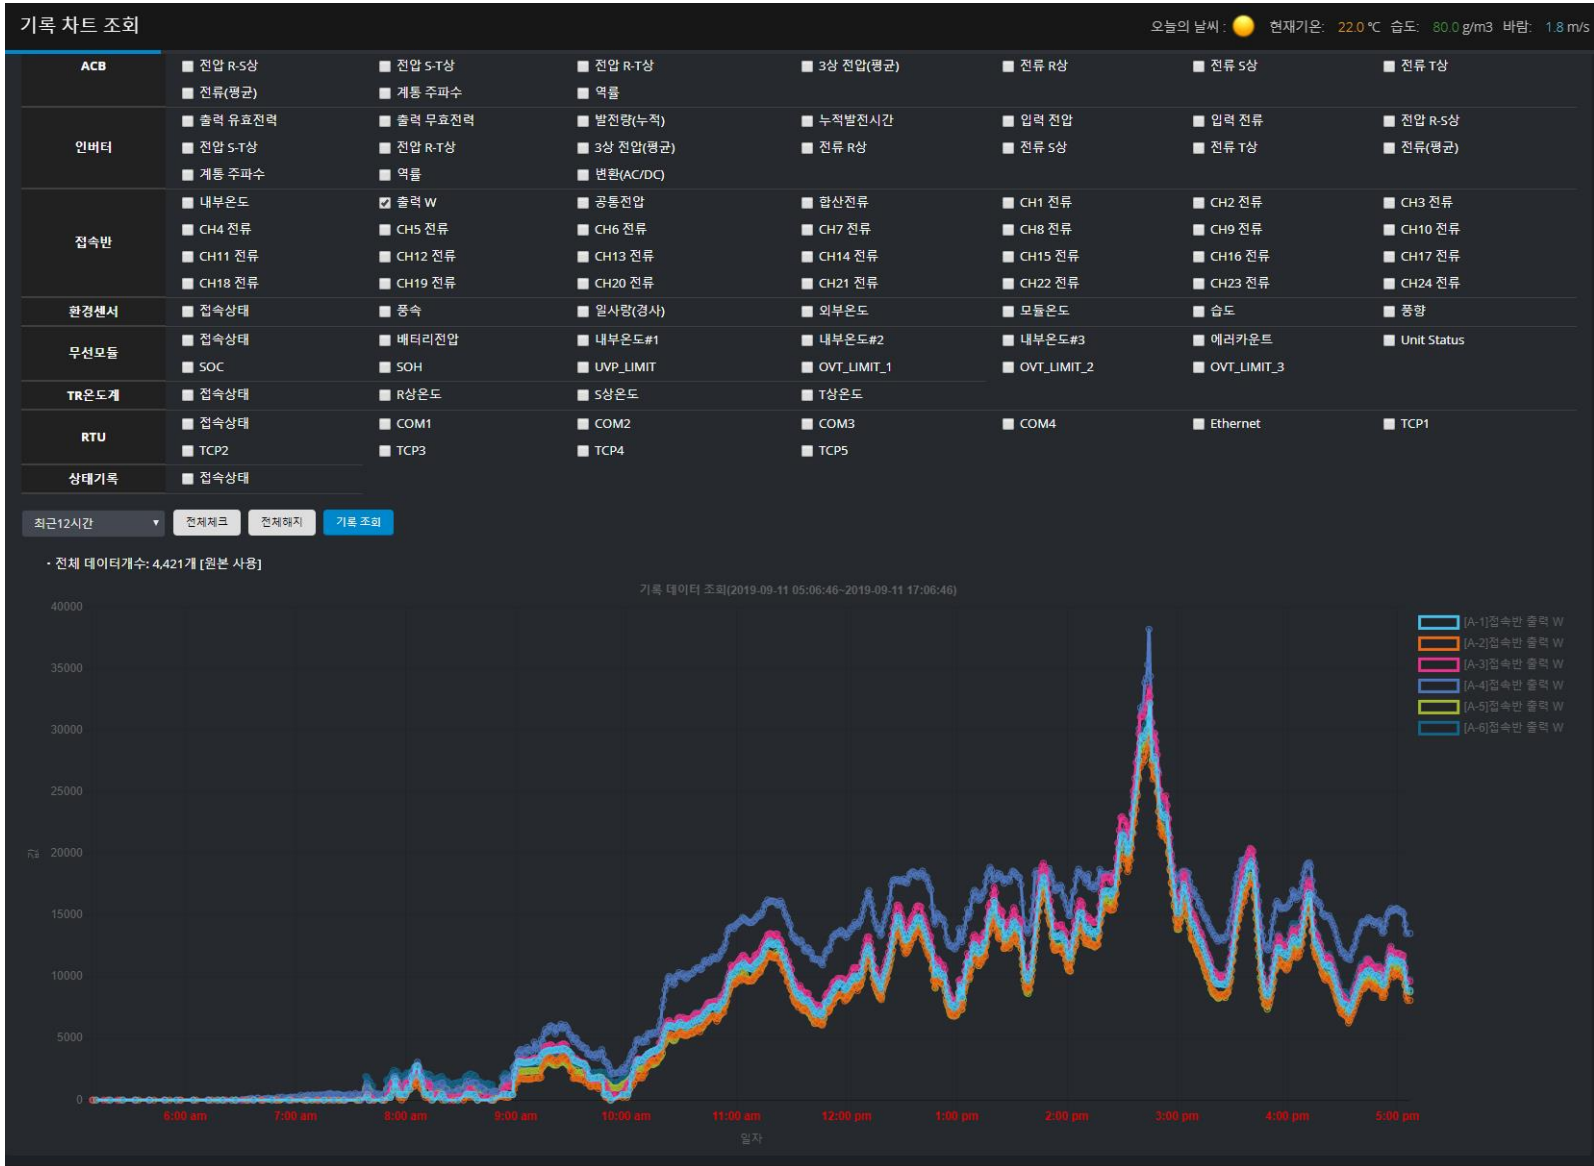 기록 차트 조회
오늘의 날씨 : 현재기온: 22.0 ℃ 습도: 80.0 g/m3 바람: 1.8 m/s
ACB 전압 R-S상 전압 S-T상 전압 R-T상 3상 전압(평균) 전류 R상 전류 S상 전류 T상
전류(평균) 계통 주파수 역률
출력 유효전력 출력 무효전력 발전량(누적) 누적발전시간 입력 전압 입력 전류 전압 R-S상
인버터 전압 S-T상 전압 R-T상 3상 전압(평균) 전류 R상 전류 S상 전류 T상 전류(평균)
계통 주파수 역률 변환(AC/DC)
내부온도 출력 W 공통전압 합산전류 CH1 전류 CH2 전류 CH3 전류
CH4 전류 CH5 전류 CH6 전류 CH7 전류 CH8 전류 CH9 전류 CH10 전류
접속반
CH11 전류 CH12 전류 CH13 전류 CH14 전류 CH15 전류 CH16 전류 CH17 전류
CH18 전류 CH19 전류 CH20 전류 CH21 전류 CH22 전류 CH23 전류 CH24 전류
환경센서 접속상태 풍속 일사량(경사) 외부온도 모듈온도 습도 풍향
접속상태 배터리전압 내부온도#1 내부온도#2 내부온도#3 에러카운트 Unit Status
무선모듈
SOC SOH UVP_LIMIT OVT_LIMIT_1 OVT_LIMIT_2 OVT_LIMIT_3
TR온도계 접속상태 R상온도 S상온도 T상온도
접속상태 COM1 COM2 COM3 COM4 Ethernet TCP1
RTU
TCP2 TCP3 TCP4 TCP5
상태기록 접속상태
최근12시간 전체체크 전체해지 기록 조회
· 전체 데이터개수: 4,421개 [원본 사용]
기록 데이터 조회(2019-09-11 05:06:46~2019-09-11 17:06:46)
40000
35000
30000
25000
20000
15000
10000
5000
0
값
[A-1]접속반 출력 W
[A-2]접속반 출력 W
[A-3]접속반 출력 W
[A-4]접속반 출력 W
[A-5]접속반 출력 W
[A-6]접속반 출력 W
6:00 am 7:00 am 8:00 am 9:00 am 10:00 am 11:00 am 12:00 pm 1:00 pm 2:00 pm 3:00 pm 4:00 pm 5:00 pm
일자